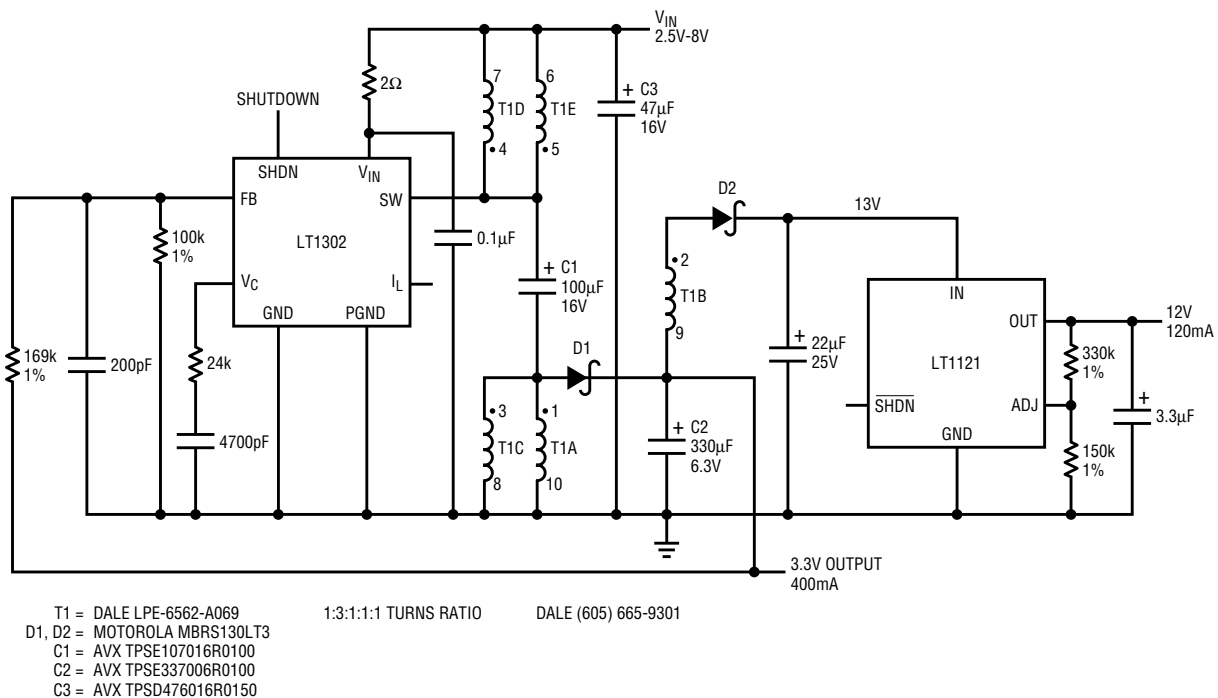 V_IN
2.5V-8V
2Ω
7
T1D
4
6
T1E
5
+ C3
47µF
16V
SHUTDOWN
SHDN
V_IN
FB
SW
LT1302
V_C
I_L
GND
PGND
100k
1%
169k
1%
200pF
24k
4700pF
0.1µF
+ C1
100µF
16V
D1
3
T1C
8
1
T1A
10
D2
2
T1B
9
+ C2
330µF
6.3V
13V
+
22µF
25V
IN
OUT
LT1121
SHDN
ADJ
GND
12V
120mA
330k
1%
150k
1%
+
3.3µF
3.3V OUTPUT
400mA
T1 = DALE LPE-6562-A069 1:3:1:1:1 TURNS RATIO DALE (605) 665-9301
D1, D2 = MOTOROLA MBRS130LT3
C1 = AVX TPSE107016R0100
C2 = AVX TPSE337006R0100
C3 = AVX TPSD476016R0150